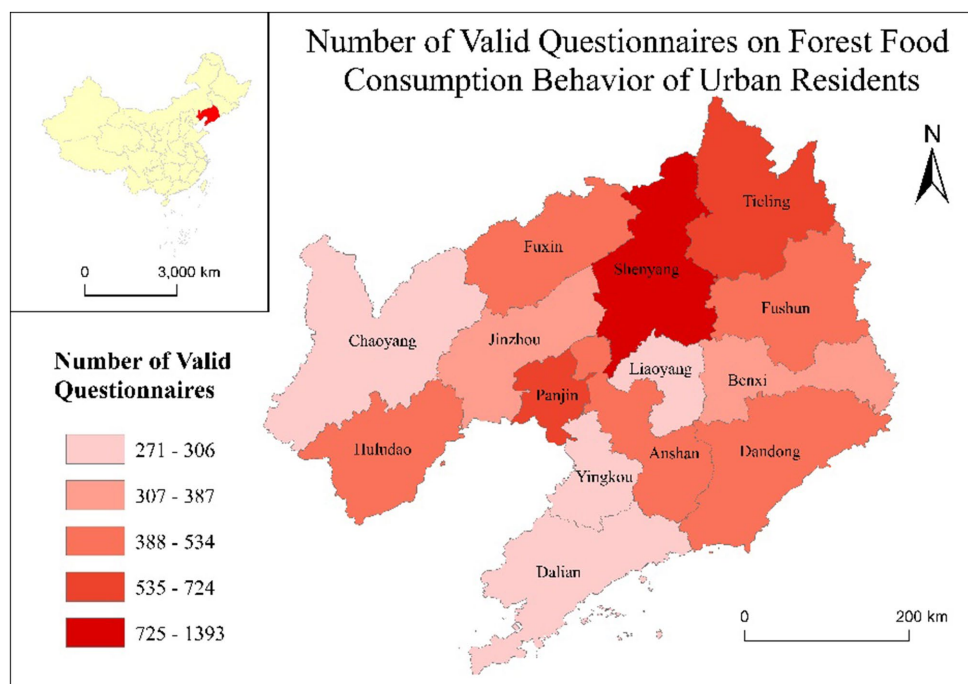 Number of Valid Questionnaires on Forest Food
Consumption Behavior of Urban Residents
N
0 3,000 km
Tieling
Fuxin
Shenyang
Fushun
Chaoyang
Jinzhou
Liaoyang
Benxi
Panjin
Huludao
Anshan
Dandong
Yingkou
Dalian
Number of Valid
Questionnaires
271 - 306
307 - 387
388 - 534
535 - 724
725 - 1393
0 200 km